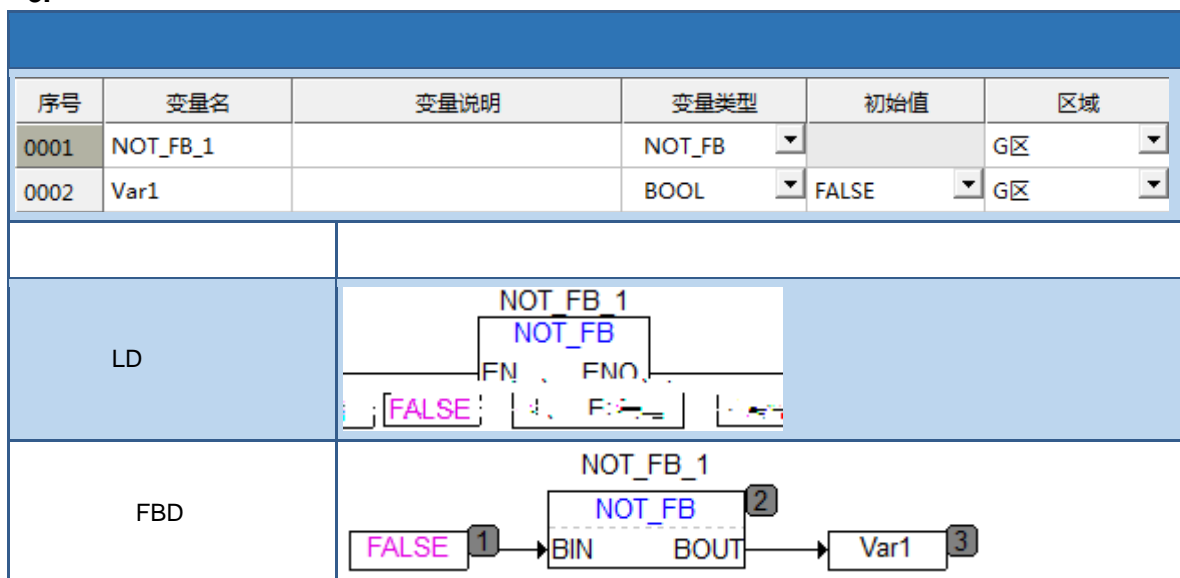 序号 变量名 变量说明 变量类型 初始值 区域
0001 NOT_FB_1 NOT_FB G区
0002 Var1 BOOL FALSE G区
NOT_FB_1
NOT_FB
LD
EN ENO
FALSE
NOT_FB_1
NOT_FB 2
FBD
FALSE 1 BIN BOUT Var1 3